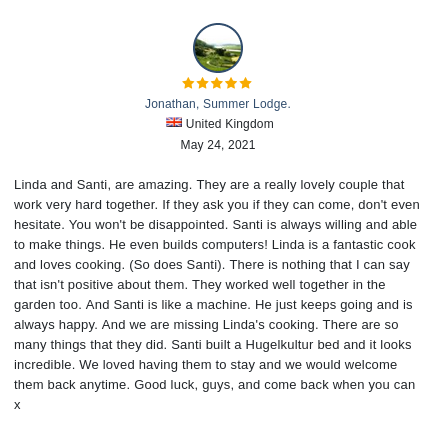 Jonathan, Summer Lodge.
United Kingdom
May 24, 2021
Linda and Santi, are amazing. They are a really lovely couple that
work very hard together. If they ask you if they can come, don't even
hesitate. You won't be disappointed. Santi is always willing and able
to make things. He even builds computers! Linda is a fantastic cook
and loves cooking. (So does Santi). There is nothing that I can say
that isn't positive about them. They worked well together in the
garden too. And Santi is like a machine. He just keeps going and is
always happy. And we are missing Linda's cooking. There are so
many things that they did. Santi built a Hugelkultur bed and it looks
incredible. We loved having them to stay and we would welcome
them back anytime. Good luck, guys, and come back when you can
x